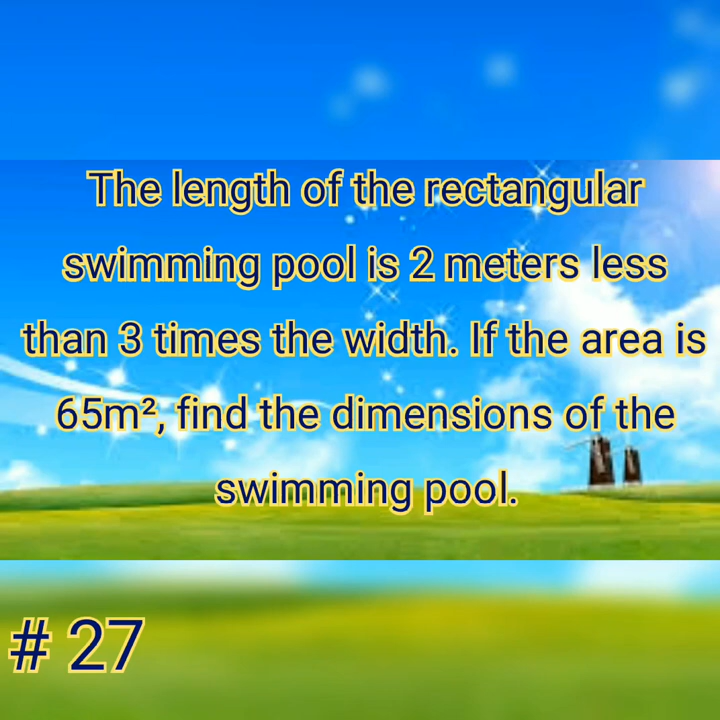 The length of the rectangular
swimming pool is 2 meters less
than 3 times the width. If the area is
65m², find the dimensions of the
swimming pool.
# 27